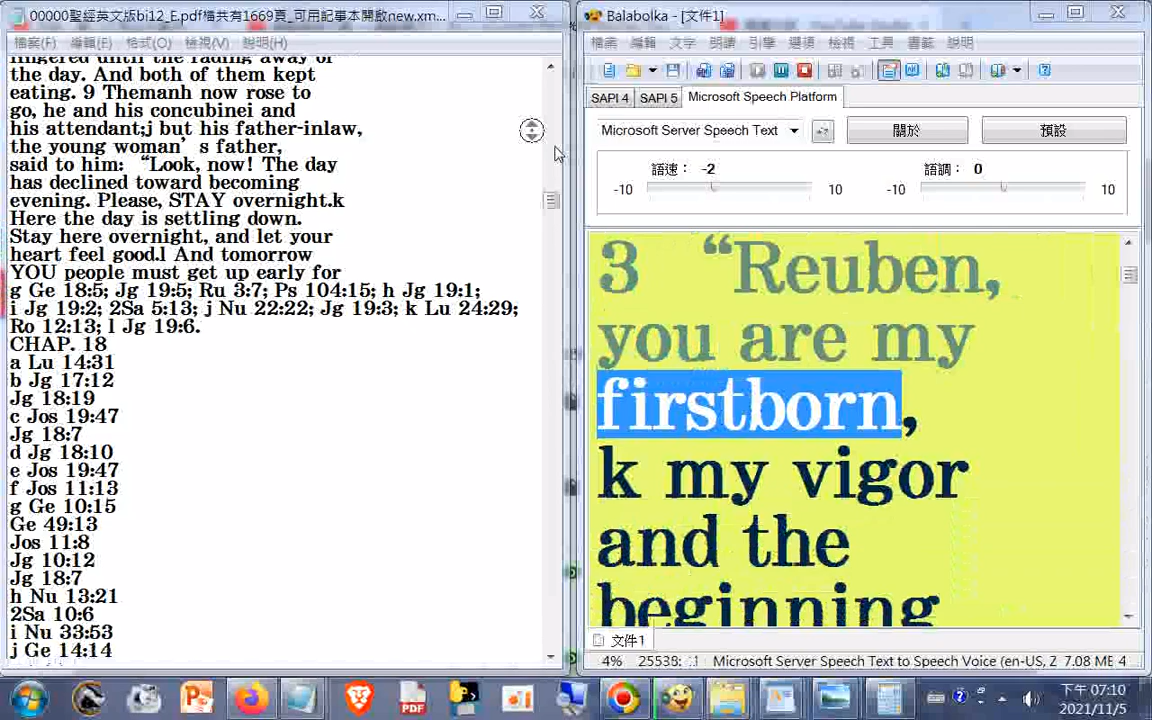 00000聖經英文版bi12_E.pdf檔共有1669頁_可用記事本開啟new.xm...
檔案(F) 編輯(E) 格式(O) 檢視(V) 說明(H)
lingered until the fading away of
the day. And both of them kept
eating. 9 Themanh now rose to
go, he and his concubinei and
his attendant;j but his father-inlaw,
the young woman’s father,
said to him: “Look, now! The day
has declined toward becoming
evening. Please, STAY overnight.k
Here the day is settling down.
Stay here overnight, and let your
heart feel good.l And tomorrow
YOU people must get up early for
g Ge 18:5; Jg 19:5; Ru 3:7; Ps 104:15; h Jg 19:1;
i Jg 19:2; 2Sa 5:13; j Nu 22:22; Jg 19:3; k Lu 24:29;
Ro 12:13; l Jg 19:6.
CHAP. 18
a Lu 14:31
b Jg 17:12
Jg 18:19
c Jos 19:47
Jg 18:7
d Jg 18:10
e Jos 19:47
f Jos 11:13
g Ge 10:15
Ge 49:13
Jos 11:8
Jg 10:12
Jg 18:7
h Nu 13:21
2Sa 10:6
i Nu 33:53
j Ge 14:14
Balabolka - [文件1]
檔案 編輯 文字 朗讀 引擎 選項 檢視 工具 書籤 說明
SAPI 4 SAPI 5 Microsoft Speech Platform
Microsoft Server Speech Text 關於 預設
語速： -2 語調： 0
-10 10 -10 10
3 “Reuben,
you are my
firstborn,
k my vigor
and the
beginning
文件1
4% 25538: Microsoft Server Speech Text to Speech Voice (en-US, Z 7.08 ME 4
PDF
下午 07:10
2021/11/5